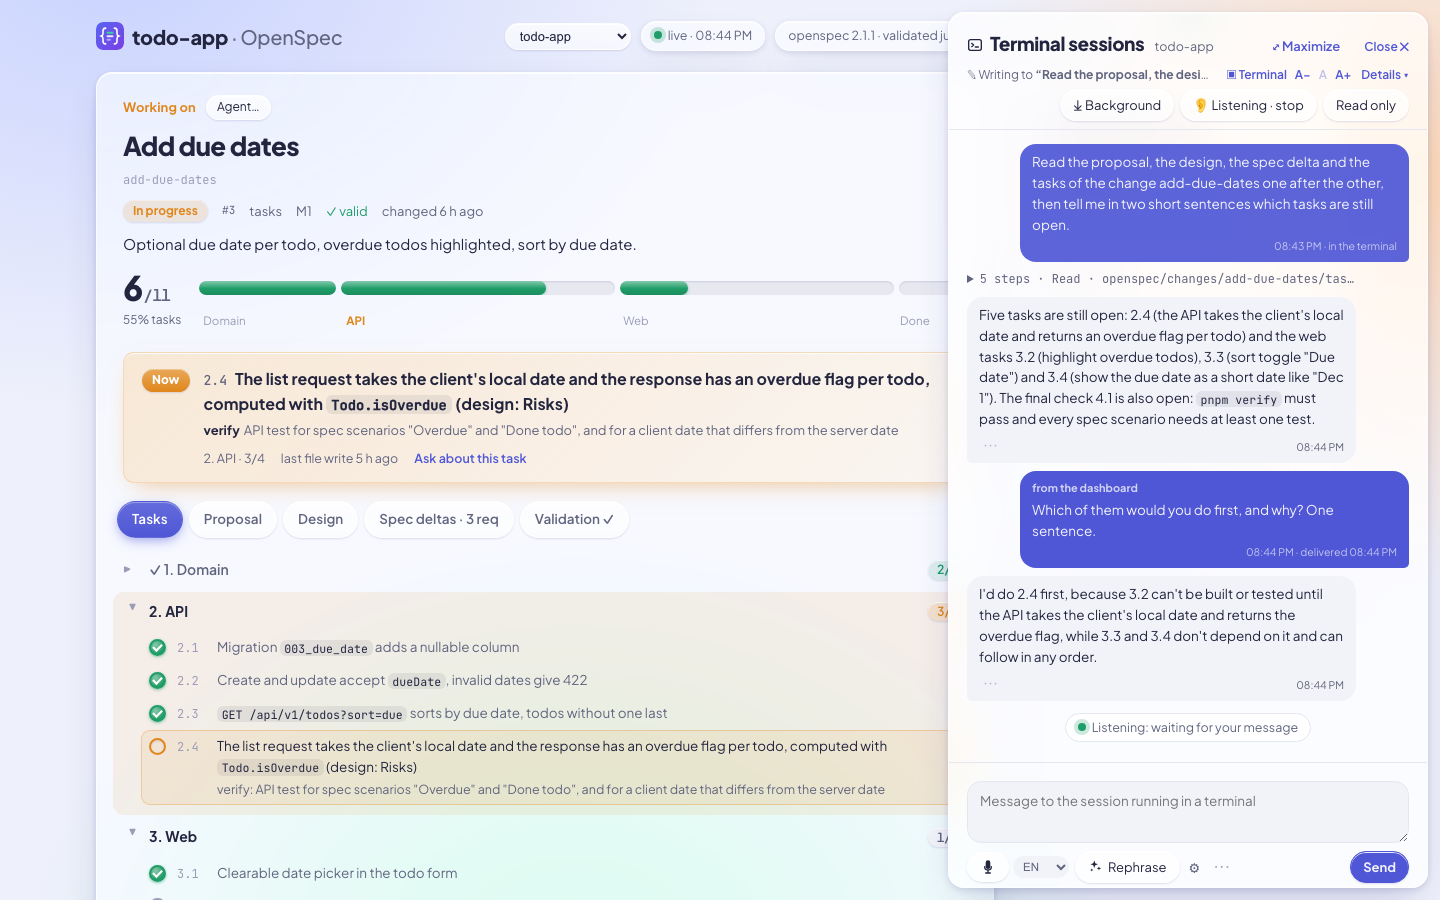 todo-app · OpenSpec
todo-app
live · 08:44 PM
openspec 2.1.1 · validated
Working on
Agent…
Add due dates
add-due-dates
In progress #3 tasks M1 ✓ valid changed 6 h ago
Optional due date per todo, overdue todos highlighted, sort by due date.
6/11
55% tasks
Domain
API
Web
Done
Now
2.4 The list request takes the client's local date and the response has an overdue flag per todo,
computed with Todo.isOverdue (design: Risks)
verify API test for spec scenarios "Overdue" and "Done todo", and for a client date that differs from the server date
2. API · 3/4 last file write 5 h ago Ask about this task
Tasks
Proposal
Design
Spec deltas · 3 req
Validation ✓
✓ 1. Domain
2/
2. API
3/
2.1 Migration 003_due_date adds a nullable column
2.2 Create and update accept dueDate, invalid dates give 422
2.3 GET /api/v1/todos?sort=due sorts by due date, todos without one last
2.4 The list request takes the client's local date and the response has an overdue flag per todo, computed with
Todo.isOverdue (design: Risks)
verify: API test for spec scenarios "Overdue" and "Done todo", and for a client date that differs from the server date
3. Web
1/
3.1 Clearable date picker in the todo form
Terminal sessions todo-app
Maximize
Close ×
Writing to “Read the proposal, the desi…
Terminal A− A A+ Details
Background
Listening · stop
Read only
Read the proposal, the design, the spec delta and the
tasks of the change add-due-dates one after the other,
then tell me in two short sentences which tasks are still
open.
08:43 PM · in the terminal
5 steps · Read · openspec/changes/add-due-dates/tas…
Five tasks are still open: 2.4 (the API takes the client's local
date and returns an overdue flag per todo) and the web
tasks 3.2 (highlight overdue todos), 3.3 (sort toggle "Due
date") and 3.4 (show the due date as a short date like "Dec
1"). The final check 4.1 is also open: pnpm verify must
pass and every spec scenario needs at least one test.
···
08:44 PM
from the dashboard
Which of them would you do first, and why? One
sentence.
08:44 PM · delivered 08:44 PM
I'd do 2.4 first, because 3.2 can't be built or tested until
the API takes the client's local date and returns the
overdue flag, while 3.3 and 3.4 don't depend on it and can
follow in any order.
···
08:44 PM
Listening: waiting for your message
Message to the session running in a terminal
EN
Rephrase
···
Send